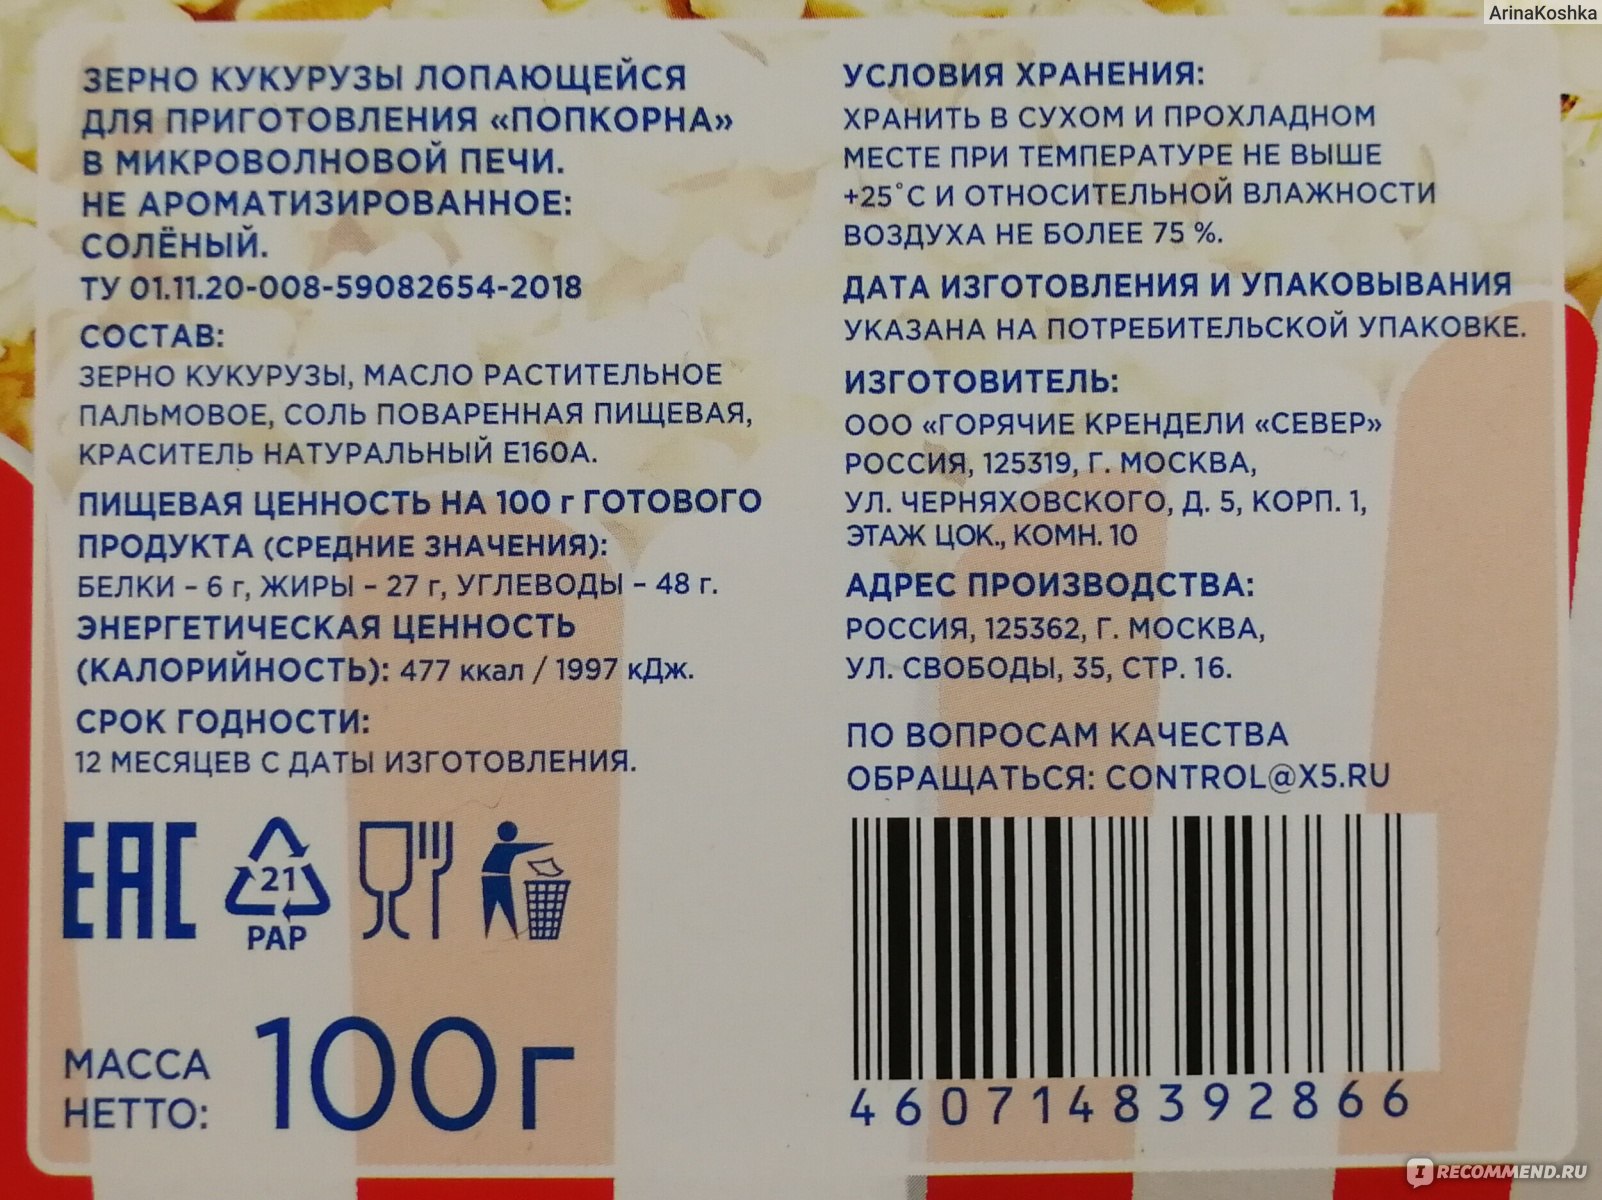 ArinaKoshka
ЗЕРНО КУКУРУЗЫ ЛОПАЮЩЕЙСЯ
ДЛЯ ПРИГОТОВЛЕНИЯ «ПОПКОРНА»
В МИКРОВОЛНОВОЙ ПЕЧИ.
НЕ АРОМАТИЗИРОВАННОЕ:
СОЛЁНЫЙ.
ТУ 01.11.20-008-59082654-2018
СОСТАВ:
ЗЕРНО КУКУРУЗЫ, МАСЛО РАСТИТЕЛЬНОЕ
ПАЛЬМОВОЕ, СОЛЬ ПОВАРЕННАЯ ПИЩЕВАЯ,
КРАСИТЕЛЬ НАТУРАЛЬНЫЙ Е160А.
ПИЩЕВАЯ ЦЕННОСТЬ НА 100 г ГОТОВОГО
ПРОДУКТА (СРЕДНИЕ ЗНАЧЕНИЯ):
БЕЛКИ – 6 г, ЖИРЫ – 27 г, УГЛЕВОДЫ – 48 г.
ЭНЕРГЕТИЧЕСКАЯ ЦЕННОСТЬ
(КАЛОРИЙНОСТЬ): 477 ккал / 1997 кДж.
СРОК ГОДНОСТИ:
12 МЕСЯЦЕВ С ДАТЫ ИЗГОТОВЛЕНИЯ.
EAC
21
PAP
МАССА
НЕТТО:
100 г
УСЛОВИЯ ХРАНЕНИЯ:
ХРАНИТЬ В СУХОМ И ПРОХЛАДНОМ
МЕСТЕ ПРИ ТЕМПЕРАТУРЕ НЕ ВЫШЕ
+25°С И ОТНОСИТЕЛЬНОЙ ВЛАЖНОСТИ
ВОЗДУХА НЕ БОЛЕЕ 75 %.
ДАТА ИЗГОТОВЛЕНИЯ И УПАКОВЫВАНИЯ
УКАЗАНА НА ПОТРЕБИТЕЛЬСКОЙ УПАКОВКЕ.
ИЗГОТОВИТЕЛЬ:
ООО «ГОРЯЧИЕ КРЕНДЕЛИ «СЕВЕР»
РОССИЯ, 125319, Г. МОСКВА,
УЛ. ЧЕРНЯХОВСКОГО, Д. 5, КОРП. 1,
ЭТАЖ ЦОК., КОМН. 10
АДРЕС ПРОИЗВОДСТВА:
РОССИЯ, 125362, Г. МОСКВА,
УЛ. СВОБОДЫ, 35, СТР. 16.
ПО ВОПРОСАМ КАЧЕСТВА
ОБРАЩАТЬСЯ: CONTROL@X5.RU
4607148392866
IRECOMMEND.RU